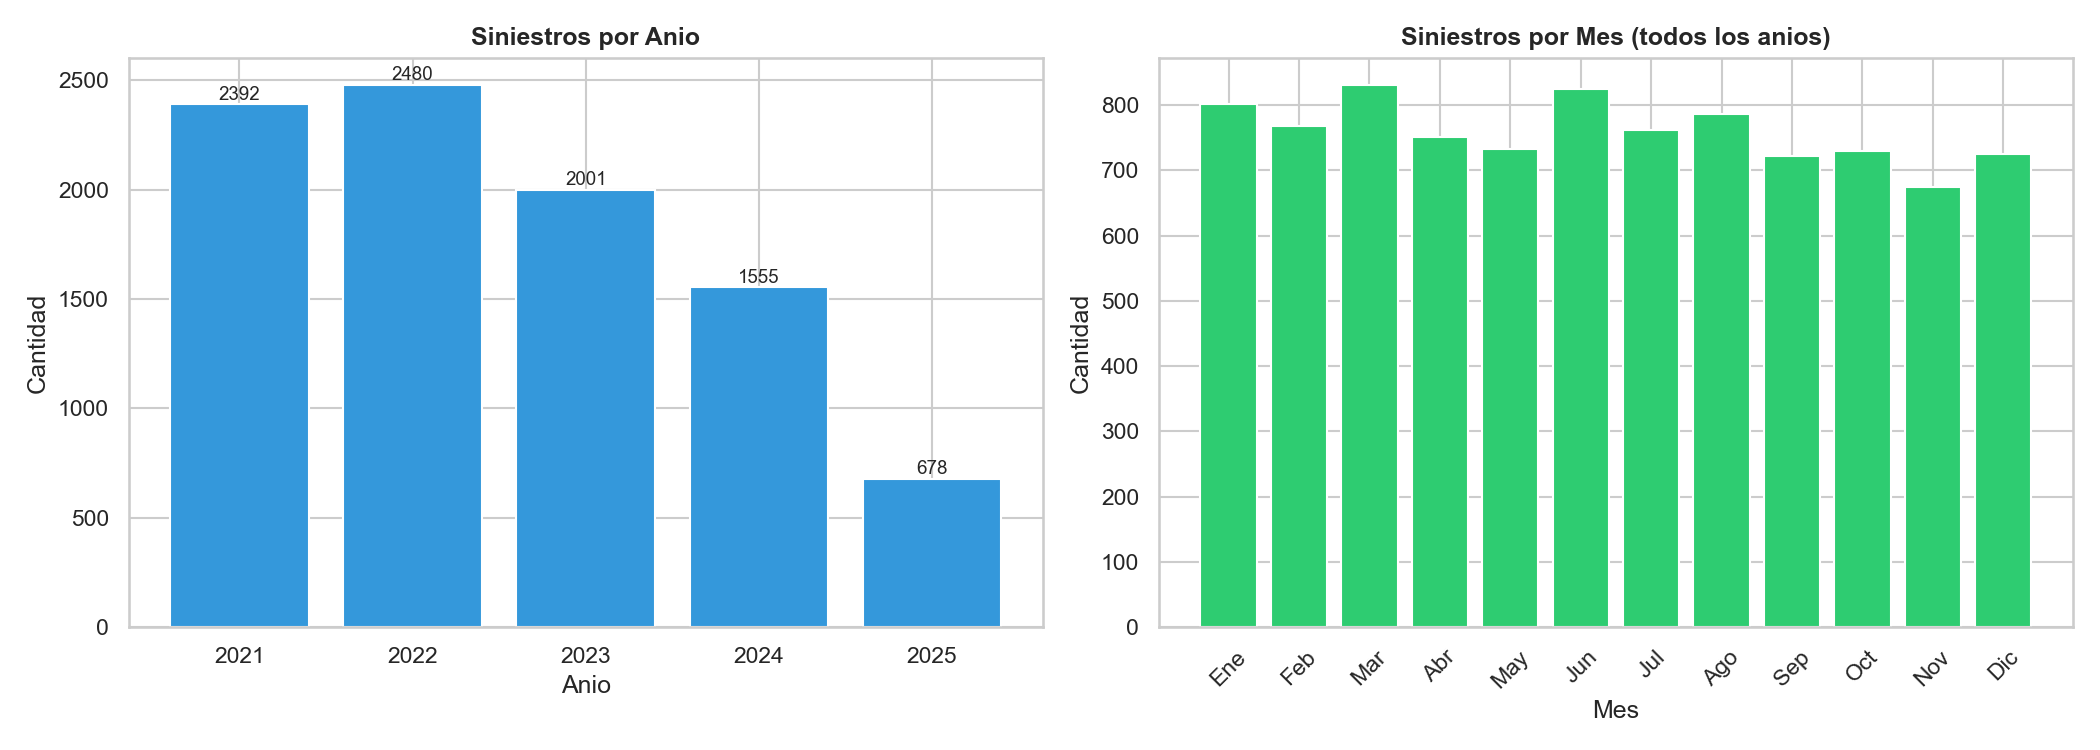 Siniestros por Anio
Cantidad
2500
2000
1500
1000
500
0
2392
2480
2001
1555
678
2021 2022 2023 2024 2025
Anio
Siniestros por Mes (todos los anios)
Cantidad
800
700
600
500
400
300
200
100
0
Ene Feb Mar Abr May Jun Jul Ago Sep Oct Nov Dic
Mes